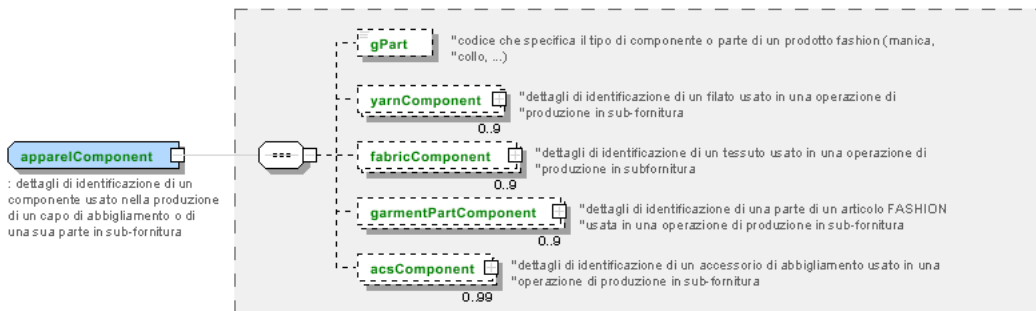 gPart
"codice che specifica il tipo di componente o parte di un prodotto fashion (manica,
collo, ...)
yarnComponent
"dettagli di identificazione di un filato usato in una operazione di
"produzione in sub-fornitura
0..9
apparelComponent
: dettagli di identificazione di un
componente usato nella produzione
di un capo di abbigliamento o di
una sua parte in sub-fornitura
fabricComponent
"dettagli di identificazione di un tessuto usato in una operazione di
"produzione in subfornitura
0..9
garmentPartComponent
"dettagli di identificazione di una parte di un articolo FASHION
"usata in una operazione di produzione in sub-fornitura
0..9
acsComponent
"dettagli di identificazione di un accessorio di abbigliamento usato in una
"operazione di produzione in sub-fornitura
0..99